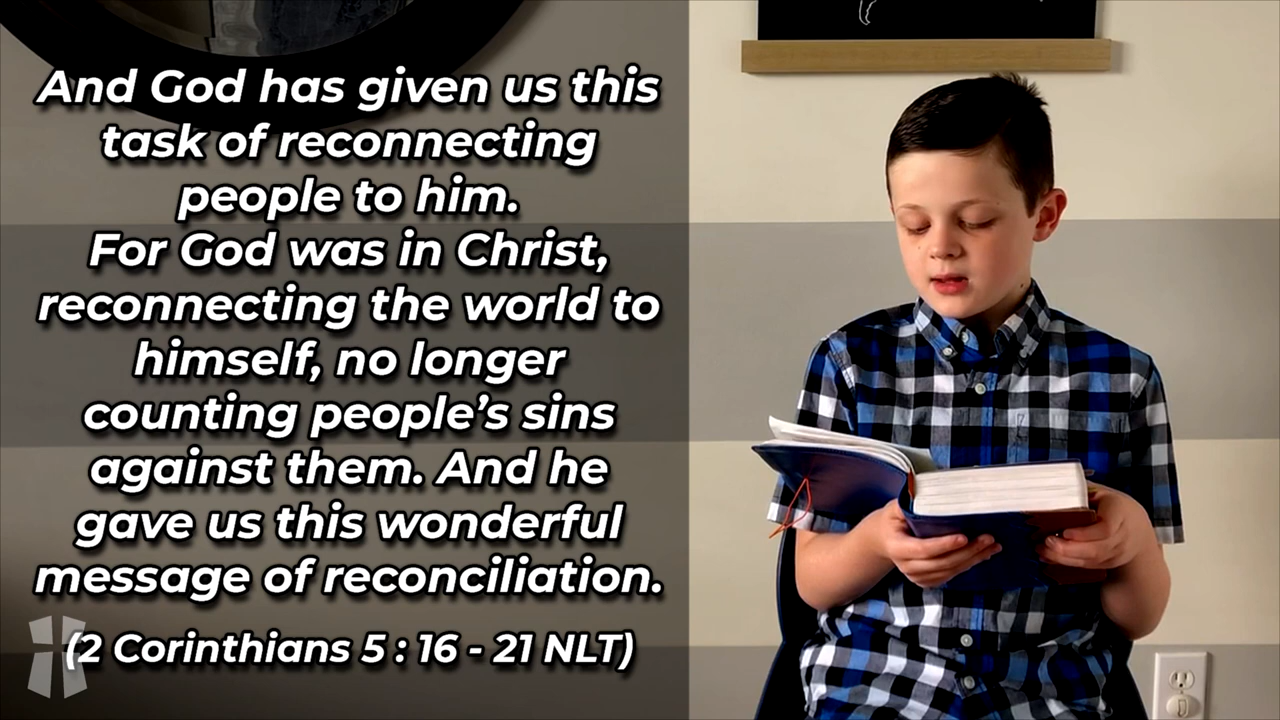 And God has given us this
task of reconnecting
people to him.
For God was in Christ,
reconnecting the world to
himself, no longer
counting people's sins
against them. And he
gave us this wonderful
message of reconciliation.
(2 Corinthians 5 : 16 - 21 NLT)